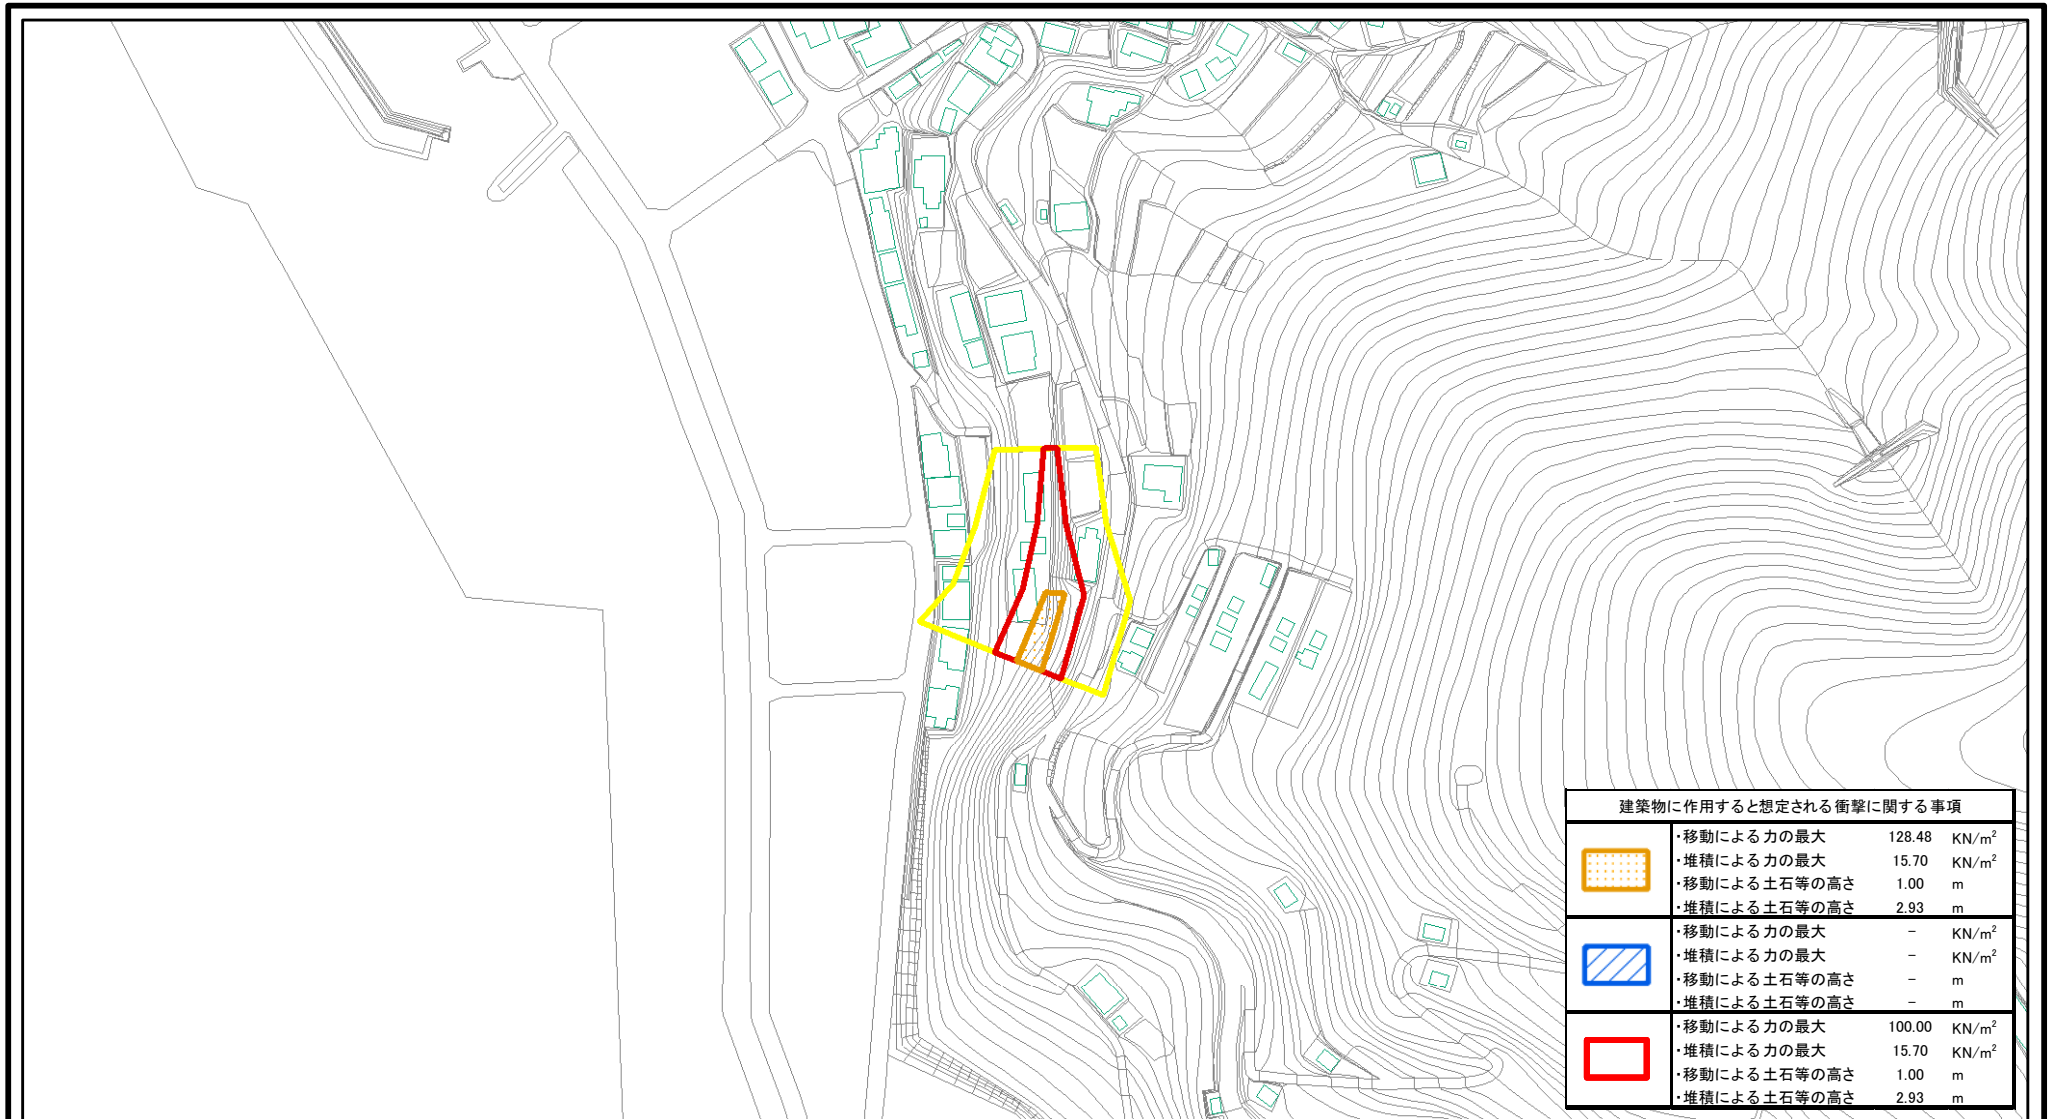 建築物に作用すると想定される衝撃に関する事項
・移動による力の最大 128.48 KN/m²
・堆積による力の最大 15.70 KN/m²
・移動による土石等の高さ 1.00 m
・堆積による土石等の高さ 2.93 m
・移動による力の最大 － KN/m²
・堆積による力の最大 － KN/m²
・移動による土石等の高さ － m
・堆積による土石等の高さ － m
・移動による力の最大 100.00 KN/m²
・堆積による力の最大 15.70 KN/m²
・移動による土石等の高さ 1.00 m
・堆積による土石等の高さ 2.93 m